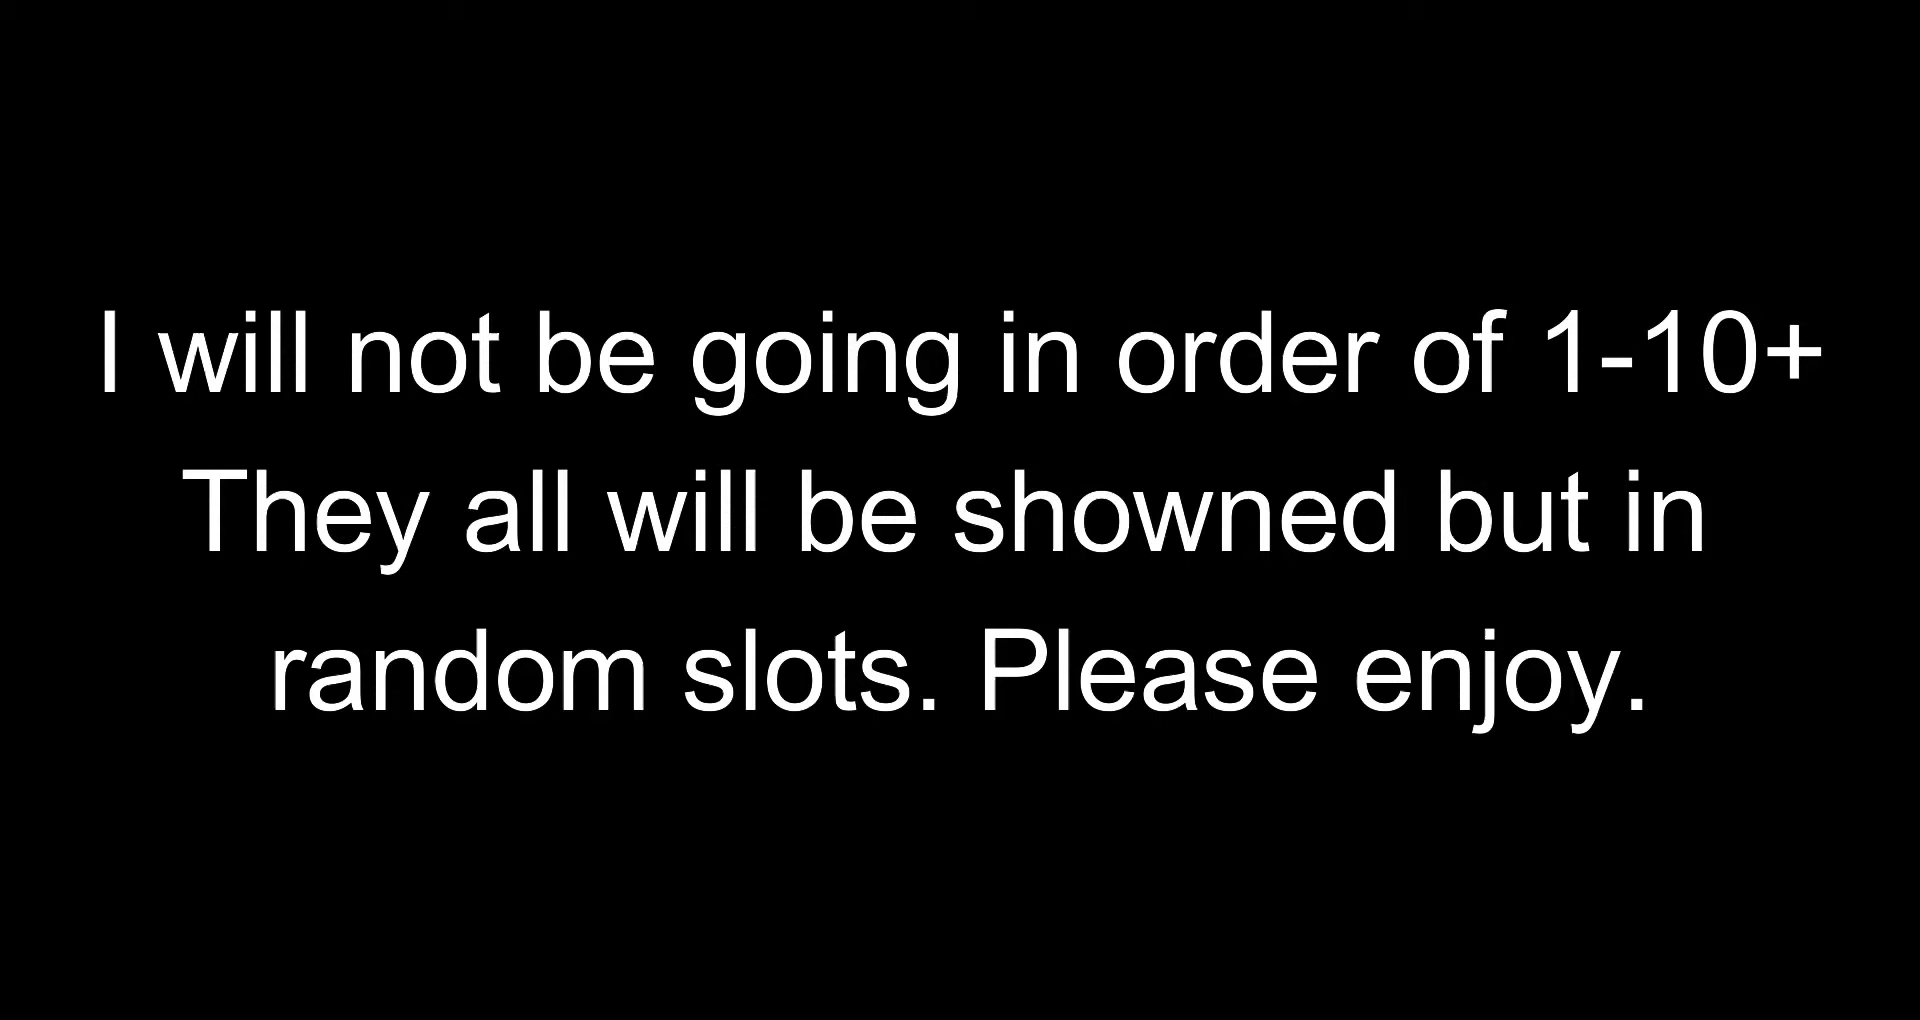 I will not be going in order of 1-10+
They all will be showned but in
random slots. Please enjoy.